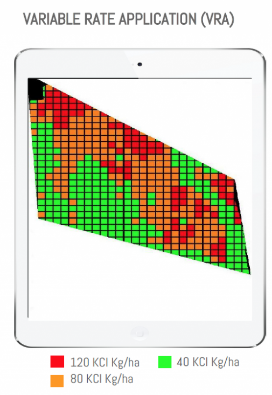 VARIABLE RATE APPLICATION (VRA)
120 KCl Kg/ha 40 KCl Kg/ha
80 KCl Kg/ha